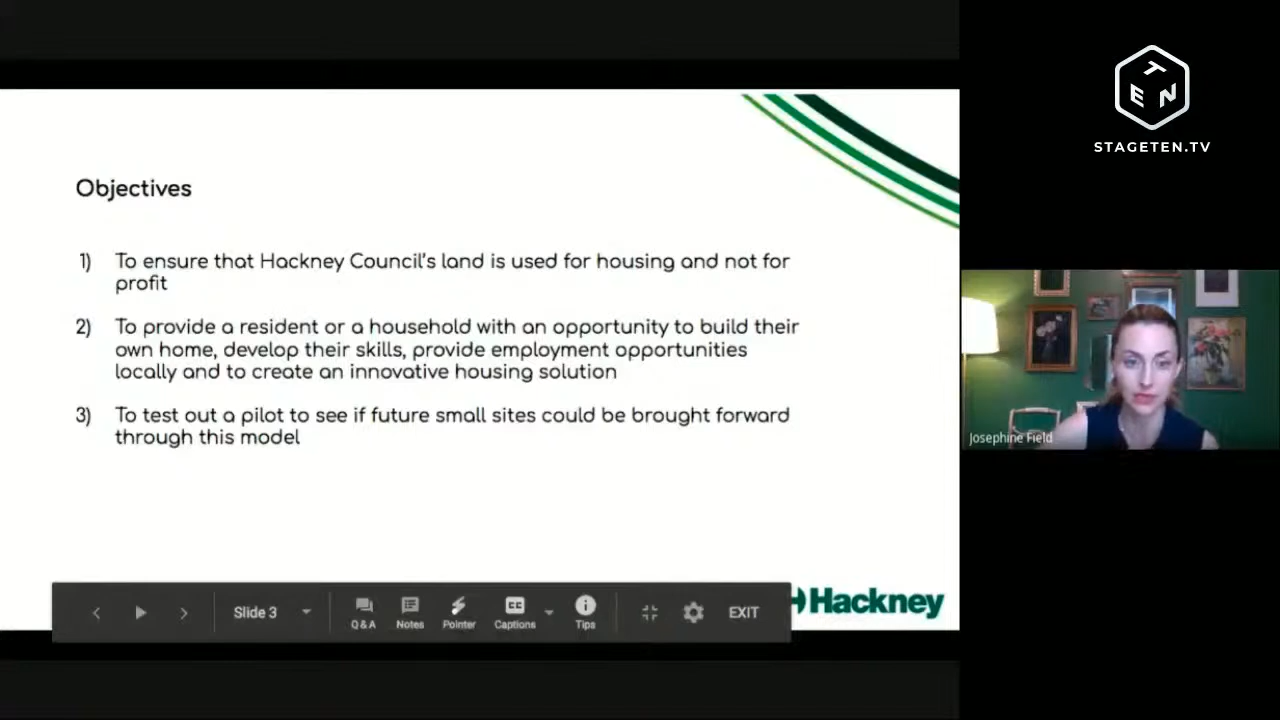 Objectives
1) To ensure that Hackney Council's land is used for housing and not for
profit
2) To provide a resident or a household with an opportunity to build their
own home, develop their skills, provide employment opportunities
locally and to create an innovative housing solution
3) To test out a pilot to see if future small sites could be brought forward
through this model
Slide 3
Q & A
Notes
Pointer
CC
Captions
Tips
EXIT
Hackney
TEN
STAGETEN.TV
Josephine Field